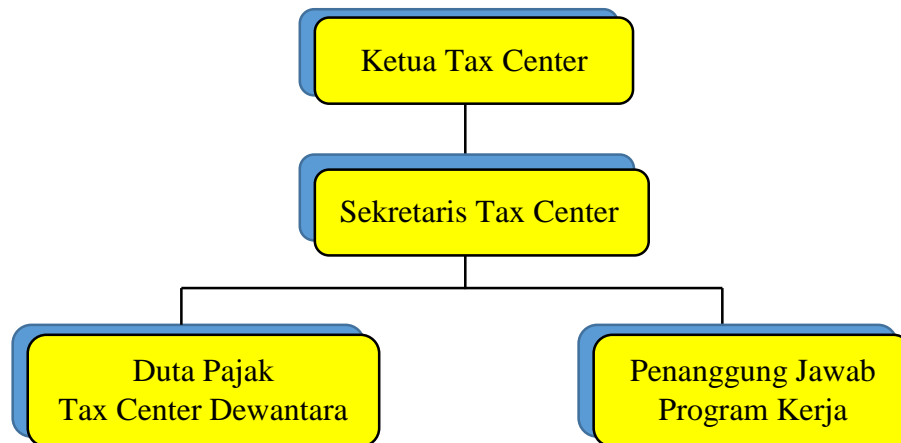 Ketua Tax Center
Sekretaris Tax Center
Duta Pajak
Tax Center Dewantara
Penanggung Jawab
Program Kerja